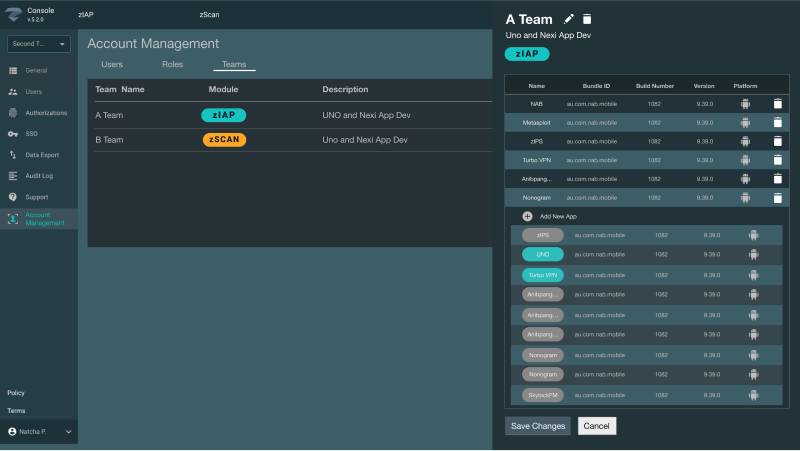 Console
v.5.2.0
zIAP
zScan
Second T...
General
Users
Authorizations
SSO
Data Export
Audit Log
Support
Account
Management
Policy
Terms
Natcha P.
Account Management
Users Roles Teams
Team Name Module Description
A Team zIAP UNO and Nexi App Dev
B Team zSCAN Uno and Nexi App Dev
A Team
Uno and Nexi App Dev
zIAP
Name Bundle ID Build Number Version Platform
NAB au.com.nab.mobile 1082 9.39.0
Metasploit au.com.nab.mobile 1082 9.39.0
zIPS au.com.nab.mobile 1082 9.39.0
Turbo VPN au.com.nab.mobile 1082 9.39.0
Anbpang... au.com.nab.mobile 1082 9.39.0
Nonogram au.com.nab.mobile 1082 9.39.0
Add New App
zIPS au.com.nab.mobile 1082 9.39.0
UNO au.com.nab.mobile 1082 9.39.0
Turbo VPN au.com.nab.mobile 1082 9.39.0
Anibpang... au.com.nab.mobile 1082 9.39.0
Anibpang... au.com.nab.mobile 1082 9.39.0
Anibpang... au.com.nab.mobile 1082 9.39.0
Nonogram au.com.nab.mobile 1082 9.39.0
Nonogram au.com.nab.mobile 1082 9.39.0
SkylockFM au.com.nab.mobile 1082 9.39.0
Save Changes Cancel